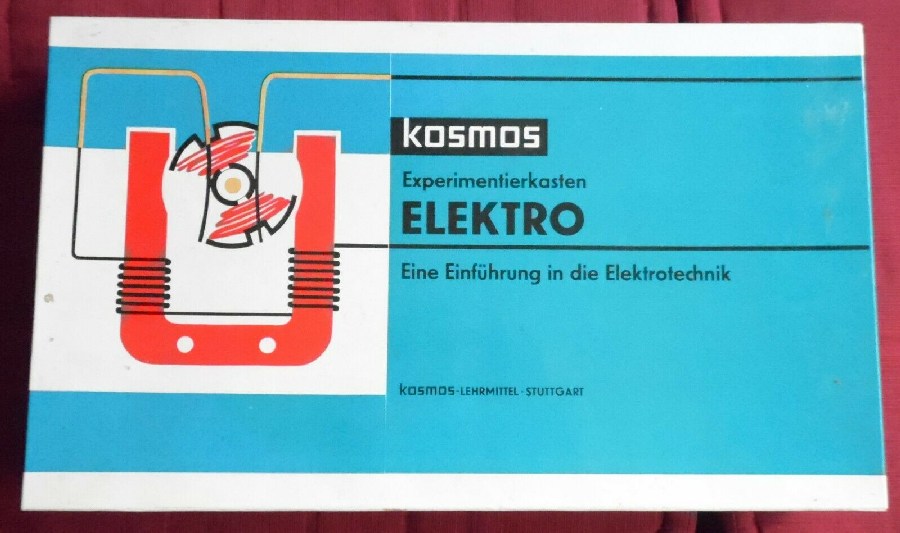 kosmos
Experimentierkasten
ELEKTRO
Eine Einführung in die Elektrotechnik
kosmos·LEHRMITTEL·STUTTGART